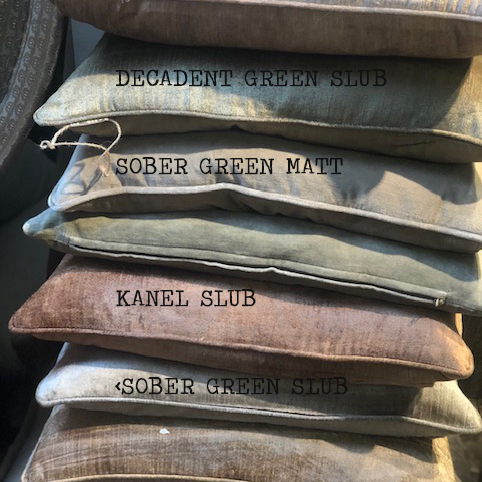 DECADENT GREEN SLUB
SOBER GREEN MATT
KANEL SLUB
<SOBER GREEN SLUB